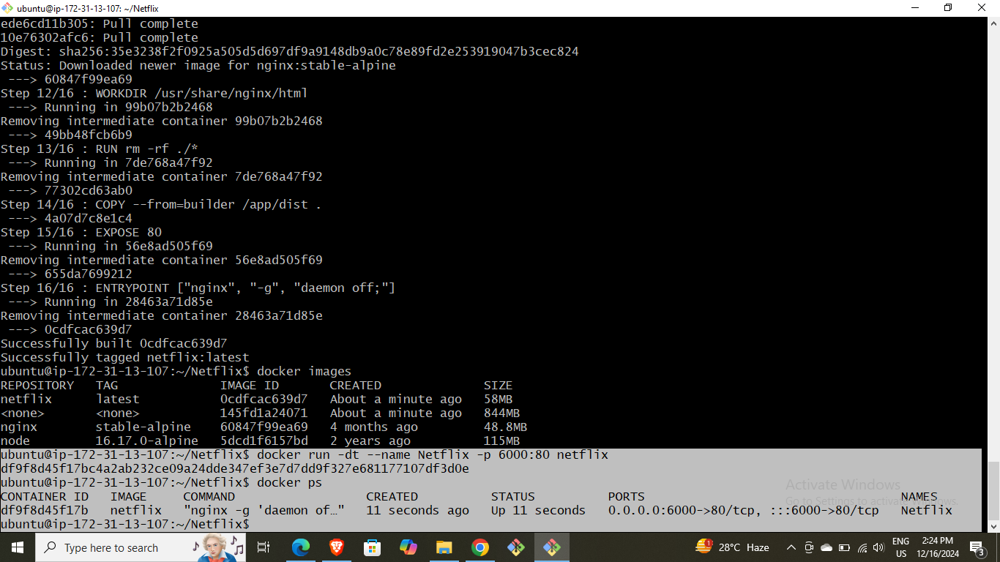 ubuntu@ip-172-31-13-107: ~/Netflix
ede6cd11b305: Pull complete
10e76302afc6: Pull complete
Digest: sha256:35e3238f2f0925a505d5d697df9a9148db9a0c78e89fd2e253919047b3cec824
Status: Downloaded newer image for nginx:stable-alpine
 ---> 60847f99ea69
Step 12/16 : WORKDIR /usr/share/nginx/html
 ---> Running in 99b07b2b2468
Removing intermediate container 99b07b2b2468
 ---> 49bb48fcb6b9
Step 13/16 : RUN rm -rf ./*
 ---> Running in 7de768a47f92
Removing intermediate container 7de768a47f92
 ---> 77302cd63ab0
Step 14/16 : COPY --from=builder /app/dist .
 ---> 4a07d7c8e1c4
Step 15/16 : EXPOSE 80
 ---> Running in 56e8ad505f69
Removing intermediate container 56e8ad505f69
 ---> 655da7699212
Step 16/16 : ENTRYPOINT ["nginx", "-g", "daemon off;"]
 ---> Running in 28463a71d85e
Removing intermediate container 28463a71d85e
 ---> 0cdfcac639d7
Successfully built 0cdfcac639d7
Successfully tagged netflix:latest
ubuntu@ip-172-31-13-107:~/Netflix$ docker images
REPOSITORY   TAG              IMAGE ID       CREATED              SIZE
netflix      latest           0cdfcac639d7   About a minute ago   58MB
<none>       <none>           145fd1a24071   About a minute ago   844MB
nginx        stable-alpine    60847f99ea69   4 months ago         48.8MB
node         16.17.0-alpine   5dcd1f6157bd   2 years ago          115MB
ubuntu@ip-172-31-13-107:~/Netflix$ docker run -dt --name Netflix -p 6000:80 netflix
df9f8d45f17bc4a2ab232ce09a24dde347ef3e7d7dd9f327e681177107df3d0e
ubuntu@ip-172-31-13-107:~/Netflix$ docker ps
CONTAINER ID   IMAGE     COMMAND                  CREATED          STATUS          PORTS                                   NAMES
df9f8d45f17b   netflix   "nginx -g 'daemon of…"   11 seconds ago   Up 11 seconds   0.0.0.0:6000->80/tcp, :::6000->80/tcp   Netflix
ubuntu@ip-172-31-13-107:~/Netflix$
Activate Windows
Go to Settings to activate Windows.
Type here to search
28°C Haze
ENG
US
2:24 PM
12/16/2024
3